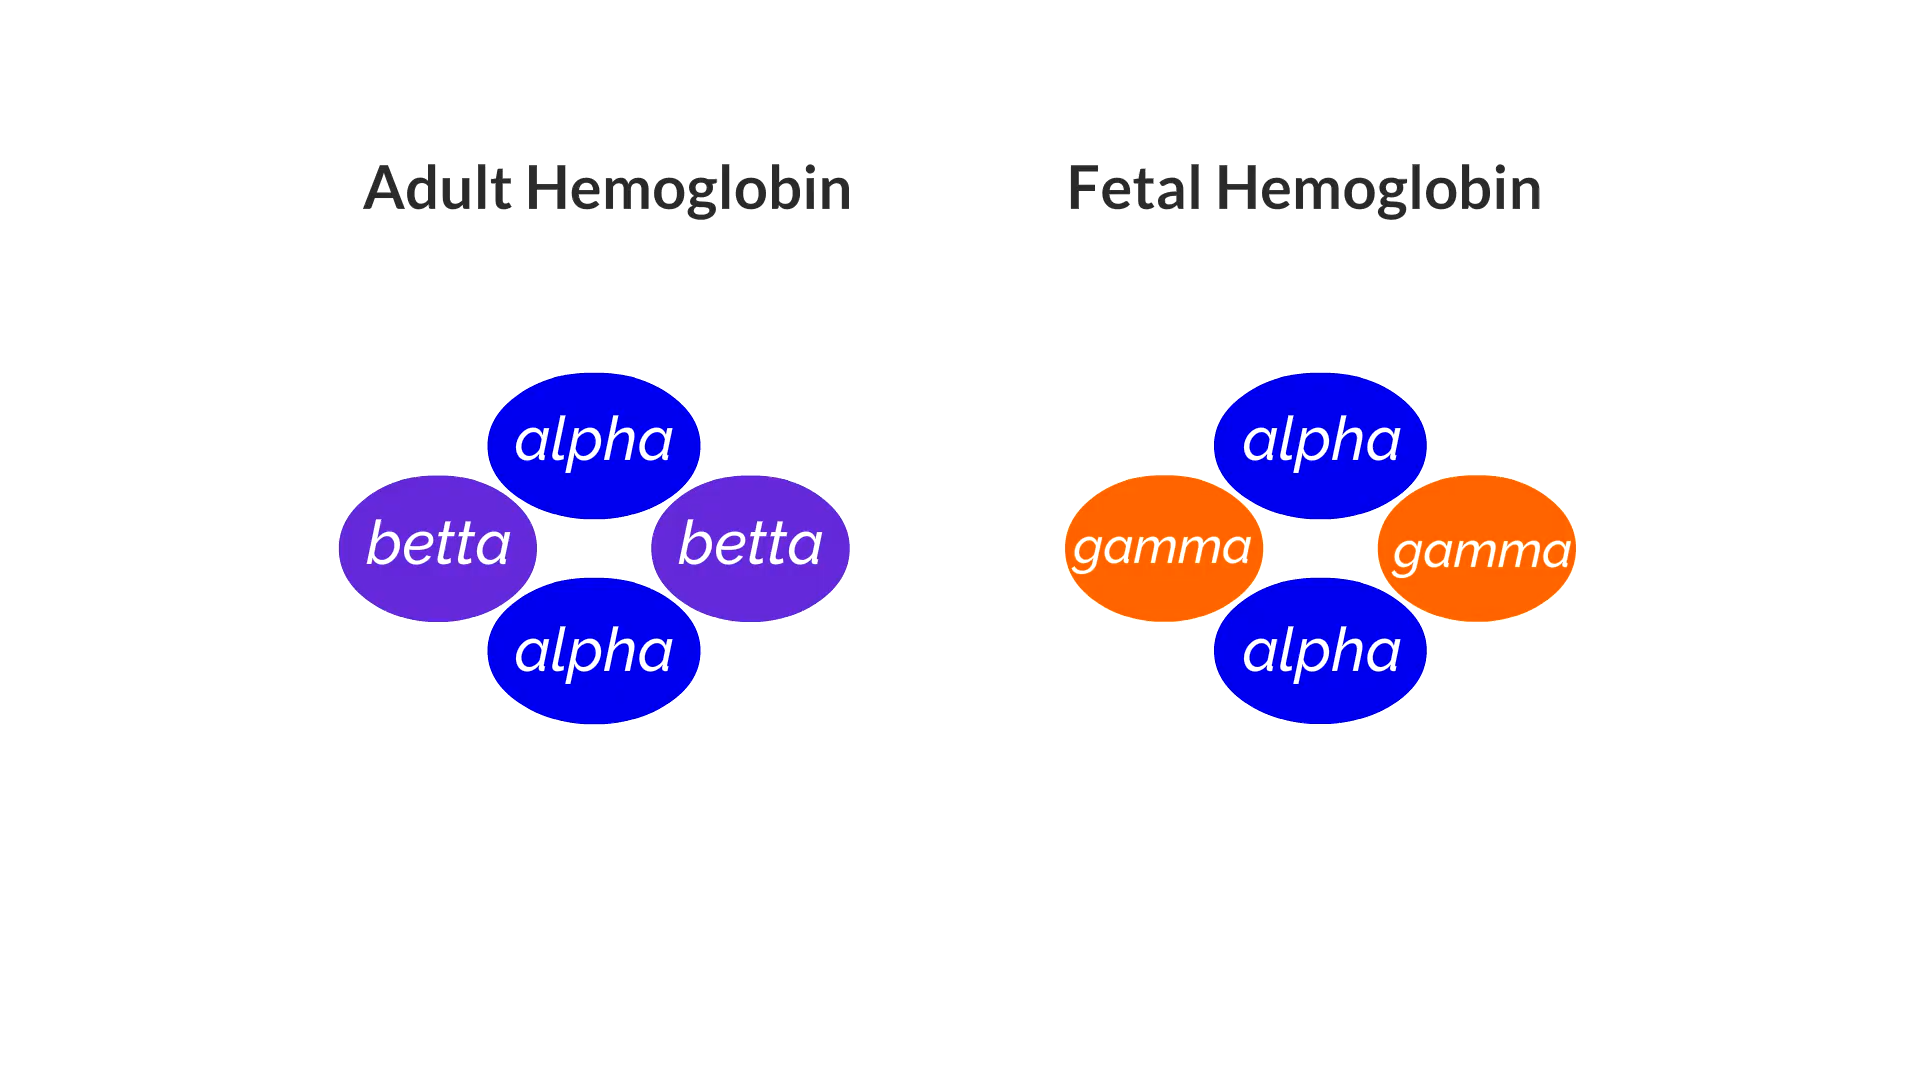 Adult Hemoglobin
Fetal Hemoglobin
alpha
betta
betta
alpha
alpha
gamma
gamma
alpha